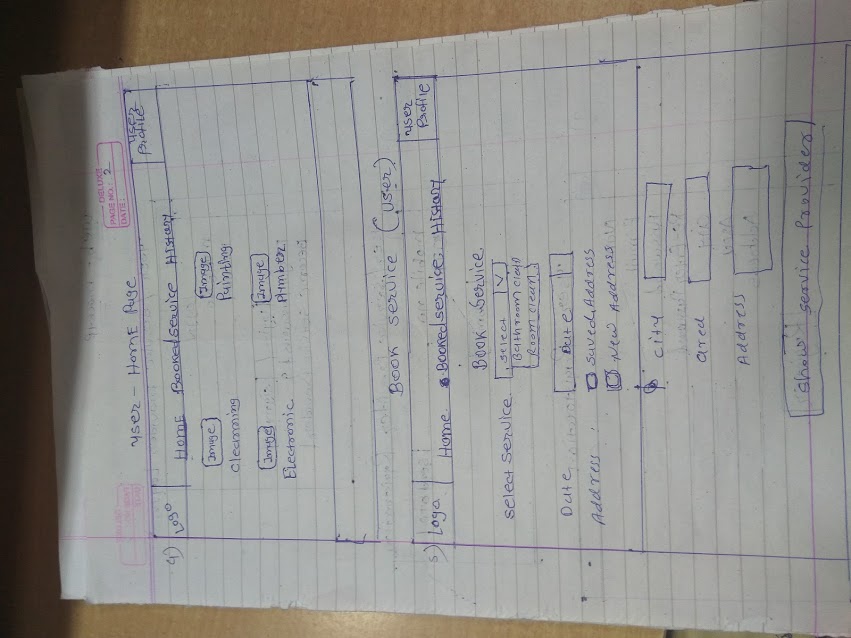 DELUXE
PAGE NO.: 2
DATE:
User - Home Page
4) Logo
Home Booked service History
User
Profile
Image
Image
cleanning
Painting
Image
Image
Electronic
Plmber
Book service (User)
5) Logo
Home Booked service History
User
Profile
Book Service
select service
select V
Bathroom clean
Room clean
Date
Date
Address :
Saved Address
New Address
city
area
Address
show service Provider